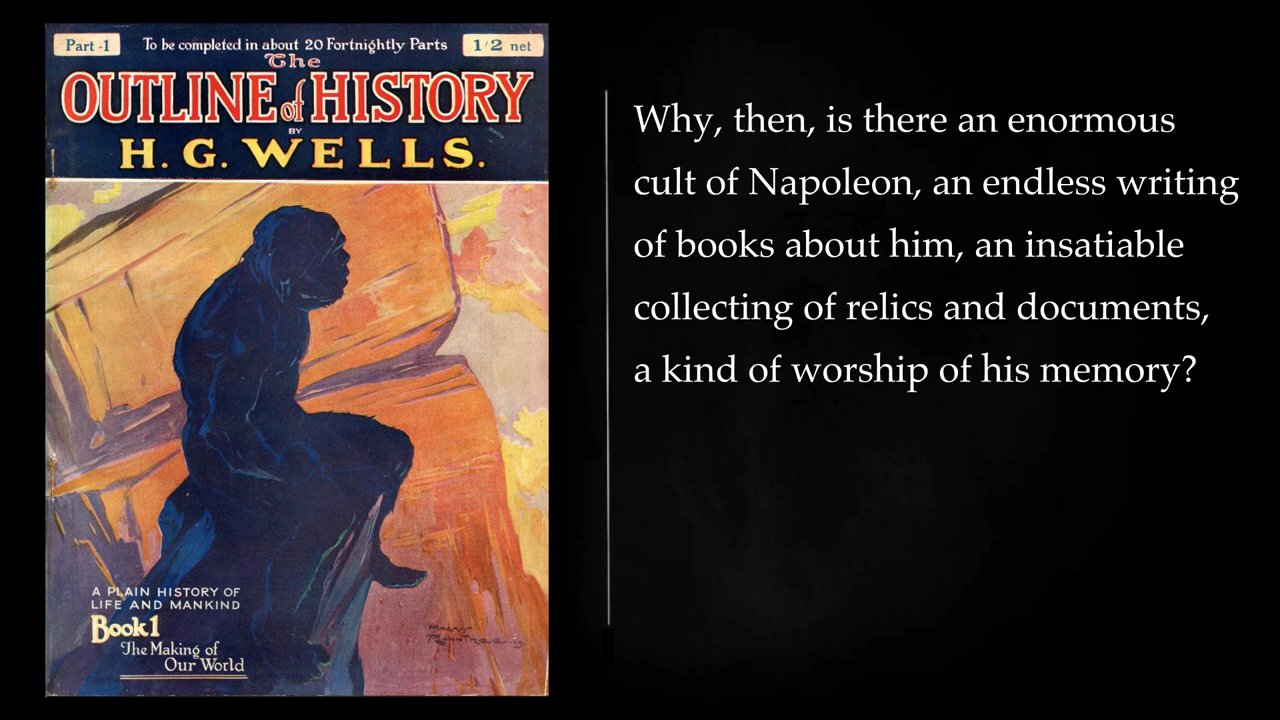 Part -1
To be completed in about 20 Fortnightly Parts
1/2 net
The
OUTLINE of HISTORY
BY
H. G. WELLS.
A PLAIN HISTORY OF
LIFE AND MANKIND
Book 1
The Making of
Our World
Why, then, is there an enormous
cult of Napoleon, an endless writing
of books about him, an insatiable
collecting of relics and documents,
a kind of worship of his memory?